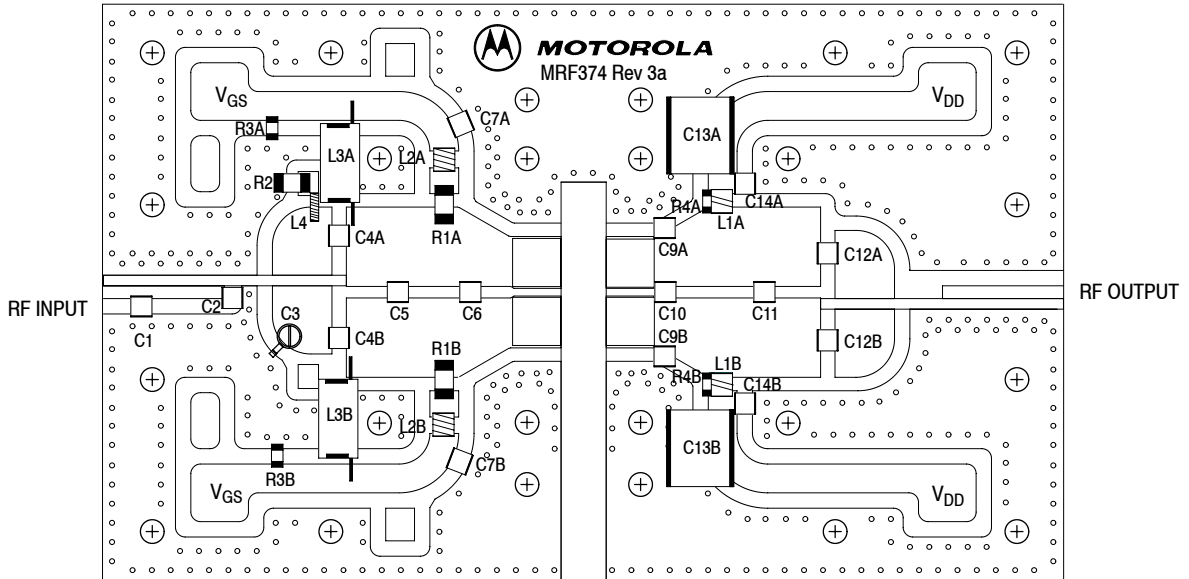 MOTOROLA
MRF374 Rev 3a
VGS
VDD
C7A
R3A
L3A
L2A
C13A
R2
L4
C4A
R1A
R4A
L1A
C14A
C9A
C12A
RF INPUT
C1
C2
C3
C5
C6
C10
C11
RF OUTPUT
C4B
R1B
C9B
L1B
C12B
R4B
C14B
L3B
L2B
C13B
R3B
C7B
VGS
VDD